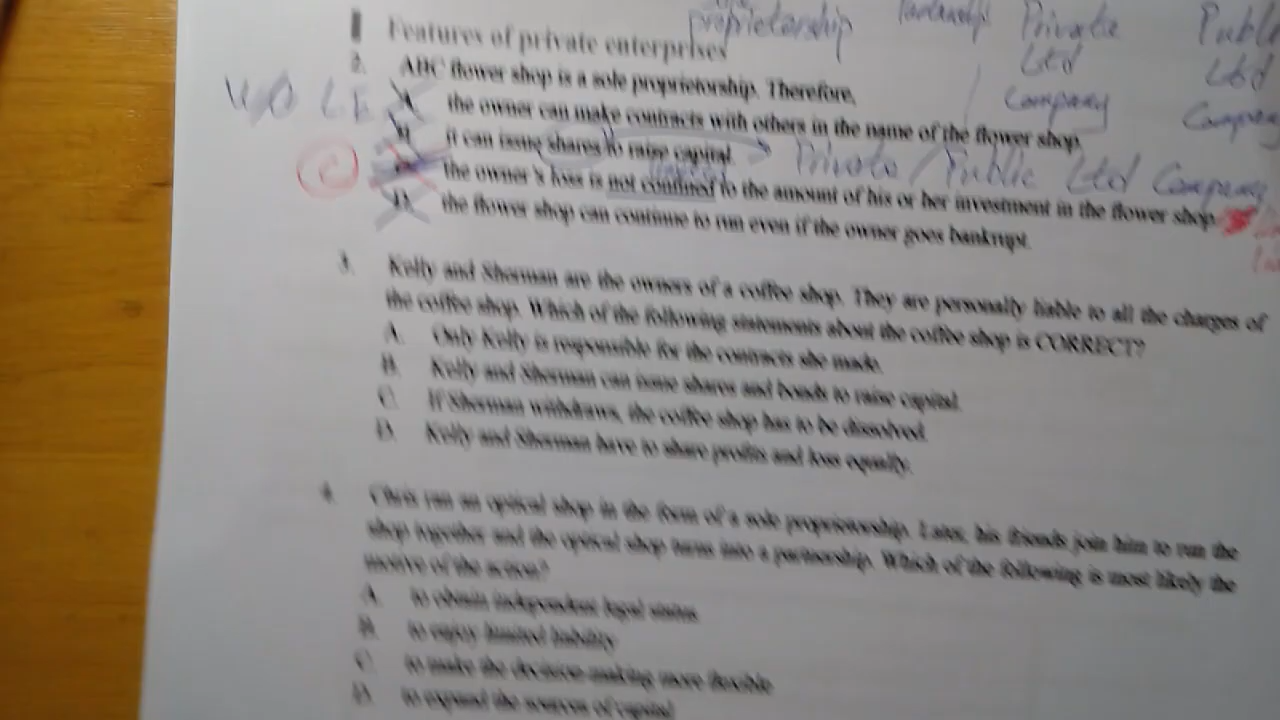 proprietorship Private Ltd Company
Ltd
Features of private enterprises
2. ABC flower shop is a sole proprietorship. Therefore,
W/O
A. the owner can make contracts with others in the name of the flower shop.
B. it can issue shares to raise capital.
Private / Public Ltd Company
C
the owner's loss is not confined to the amount of his or her investment in the flower shop.
D. the flower shop can continue to run even if the owner goes bankrupt.
3. Kelly and Sherman are the owners of a coffee shop. They are personally liable to all the charges of
the coffee shop. Which of the following statements about the coffee shop is CORRECT?
A. Only Kelly is responsible for the contracts she made.
B. Kelly and Sherman can issue shares and bonds to raise capital.
C. If Sherman withdraws, the coffee shop has to be dissolved.
D. Kelly and Sherman have to share profits and loss equally.
4. Chris ran an optical shop in the form of a sole proprietorship. Later, his friends join him to run the
shop together and the optical shop turns into a partnership. Which of the following is most likely the
motive of the action?
A. to obtain independent legal status
B. to enjoy limited liability
C. to make the decision-making more flexible
D. to expand the sources of capital